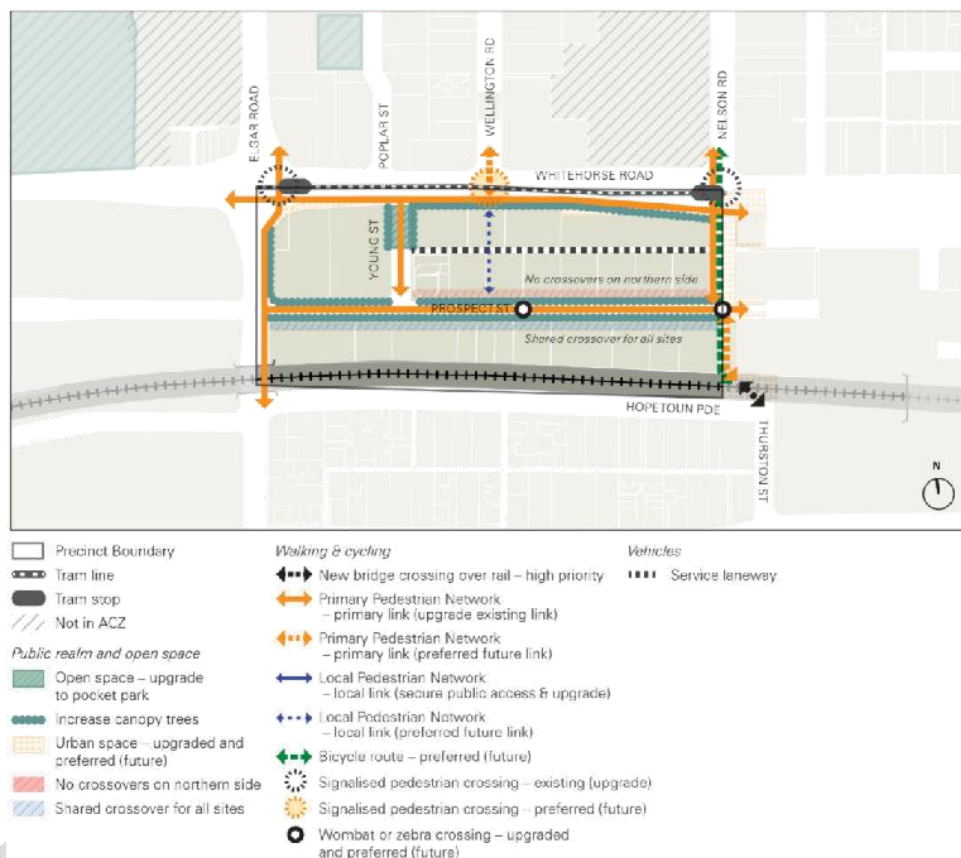 ELGAR ROAD
POPLAR ST
WELLINGTON RD
NELSON RD
WHITEHORSE ROAD
YOUNG ST
No crossovers on northern side
PROSPECT ST
Shared crossover for all sites
HOPETOUN PDE
THURSTON ST
N
Precinct Boundary
Tram line
Tram stop
Not in ACZ
Public realm and open space
Open space – upgrade
to pocket park
Increase canopy trees
Urban space – upgraded and
preferred (future)
No crossovers on northern side
Shared crossover for all sites
Walking & cycling
New bridge crossing over rail – high priority
Primary Pedestrian Network
– primary link (upgrade existing link)
Primary Pedestrian Network
– primary link (preferred future link)
Local Pedestrian Network
– local link (secure public access & upgrade)
Local Pedestrian Network
– local link (preferred future link)
Bicycle route – preferred (future)
Signalised pedestrian crossing – existing (upgrade)
Signalised pedestrian crossing – preferred (future)
Wombat or zebra crossing – upgraded
and preferred (future)
Vehicles
Service laneway